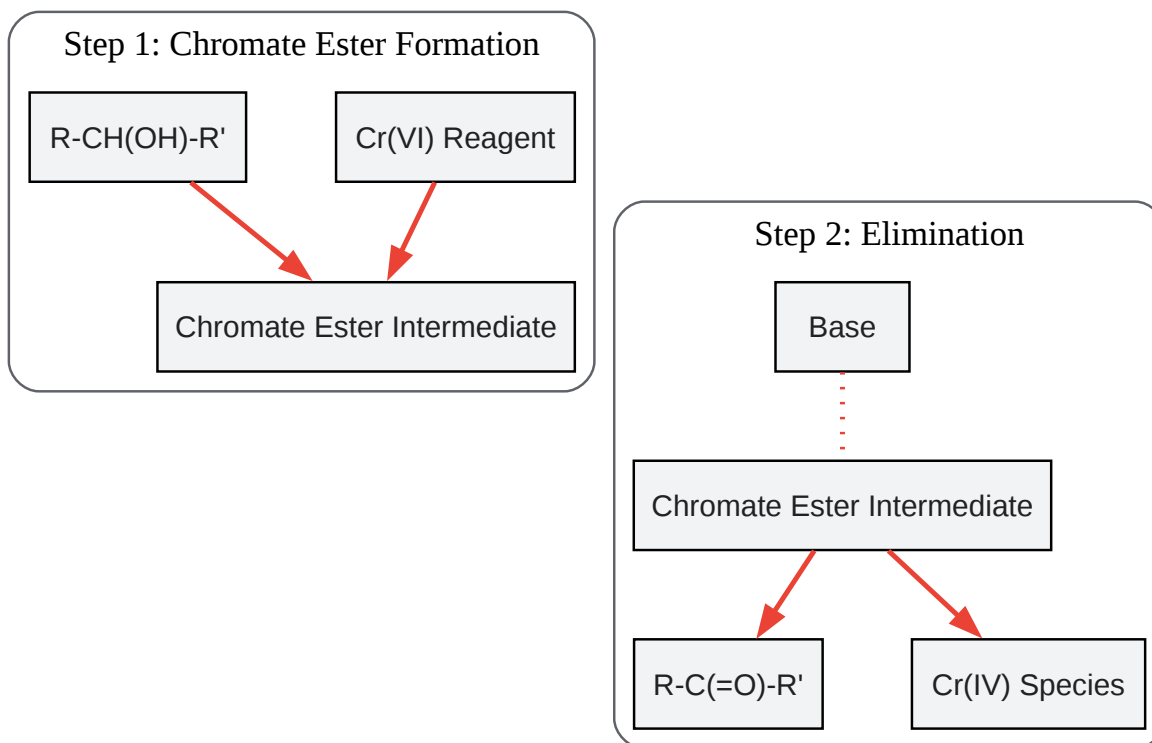 Step 1: Chromate Ester Formation
R-CH(OH)-R'
Cr(VI) Reagent
Chromate Ester Intermediate
Step 2: Elimination
Base
Chromate Ester Intermediate
R-C(=O)-R'
Cr(IV) Species